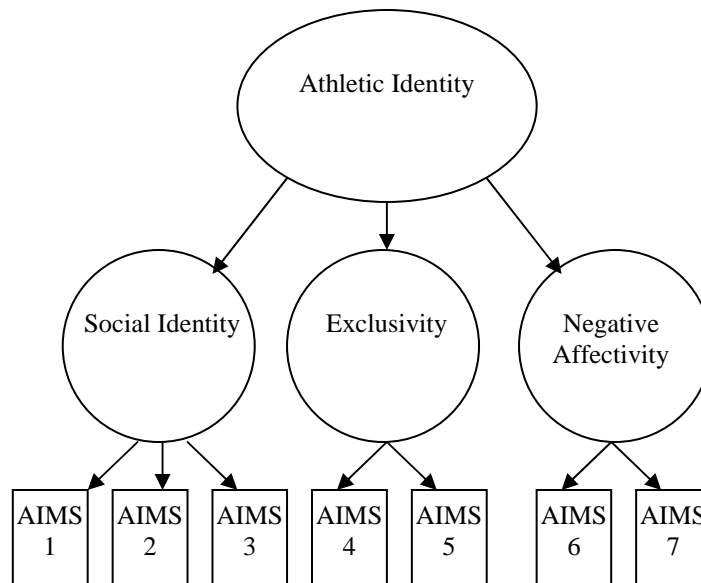 Athletic Identity
Social Identity
Exclusivity
Negative
Affectivity
AIMS
1
AIMS
2
AIMS
3
AIMS
4
AIMS
5
AIMS
6
AIMS
7